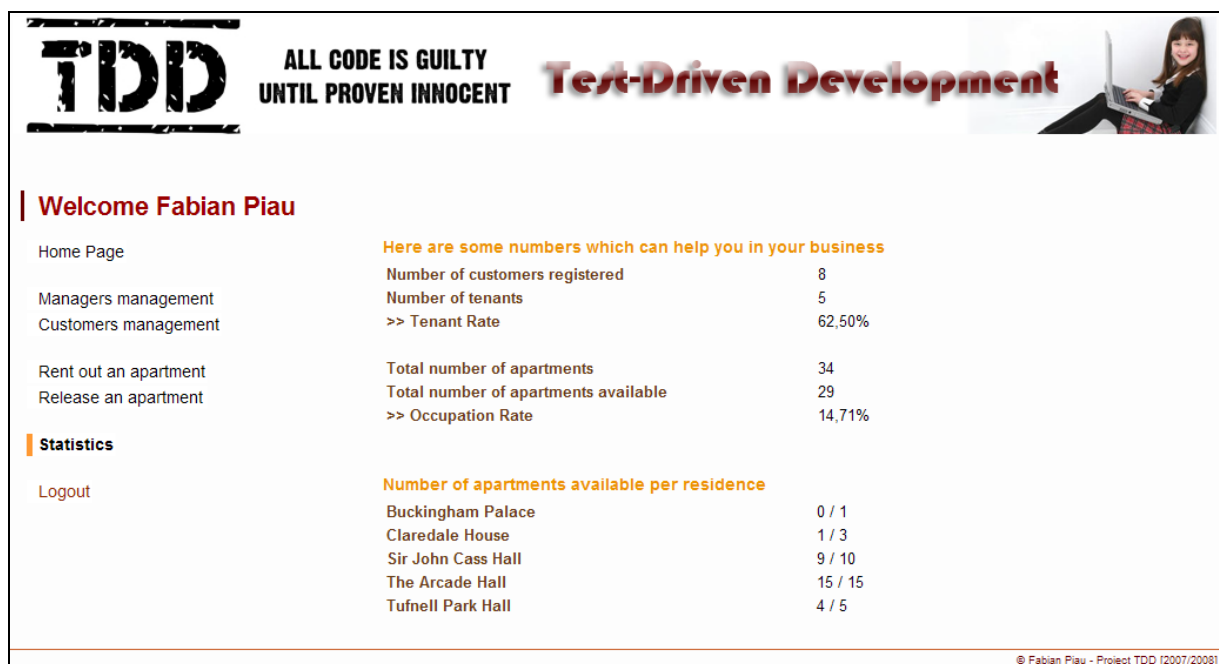 TDD
ALL CODE IS GUILTY
UNTIL PROVEN INNOCENT
Test-Driven Development
Welcome Fabian Piau
Home Page
Managers management
Customers management
Rent out an apartment
Release an apartment
Statistics
Logout
Here are some numbers which can help you in your business
Number of customers registered 8
Number of tenants 5
>> Tenant Rate 62,50%
Total number of apartments 34
Total number of apartments available 29
>> Occupation Rate 14,71%
Number of apartments available per residence
Buckingham Palace 0 / 1
Claredale House 1 / 3
Sir John Cass Hall 9 / 10
The Arcade Hall 15 / 15
Tufnell Park Hall 4 / 5
© Fabian Piau - Project TDD [2007/2008]